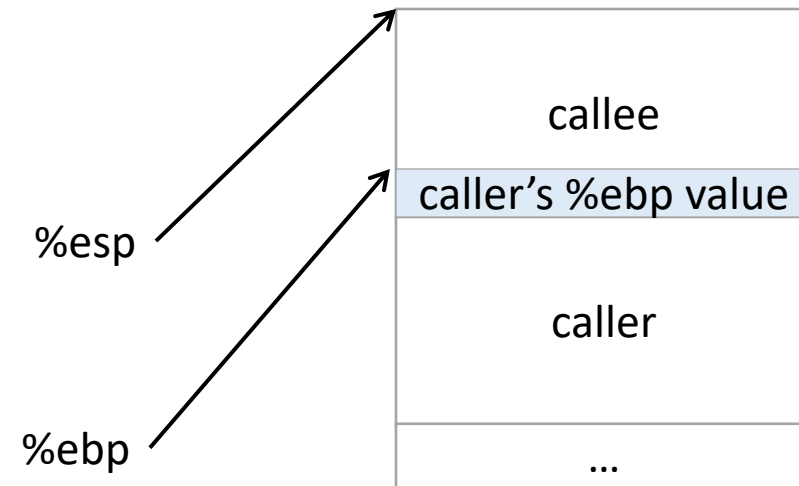 callee
caller’s %ebp value
%esp
caller
%ebp
...